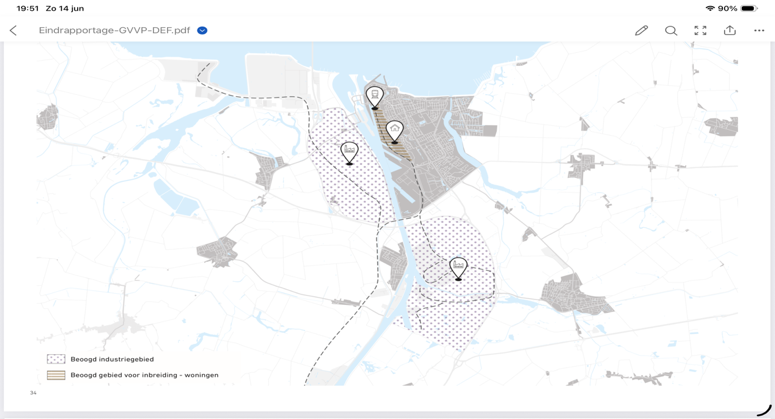 19:51 Zo 14 jun 90%
Eindrapportage-GVVP-DEF.pdf
Beoogd industriegebied
Beoogd gebied voor inbreiding - woningen
34